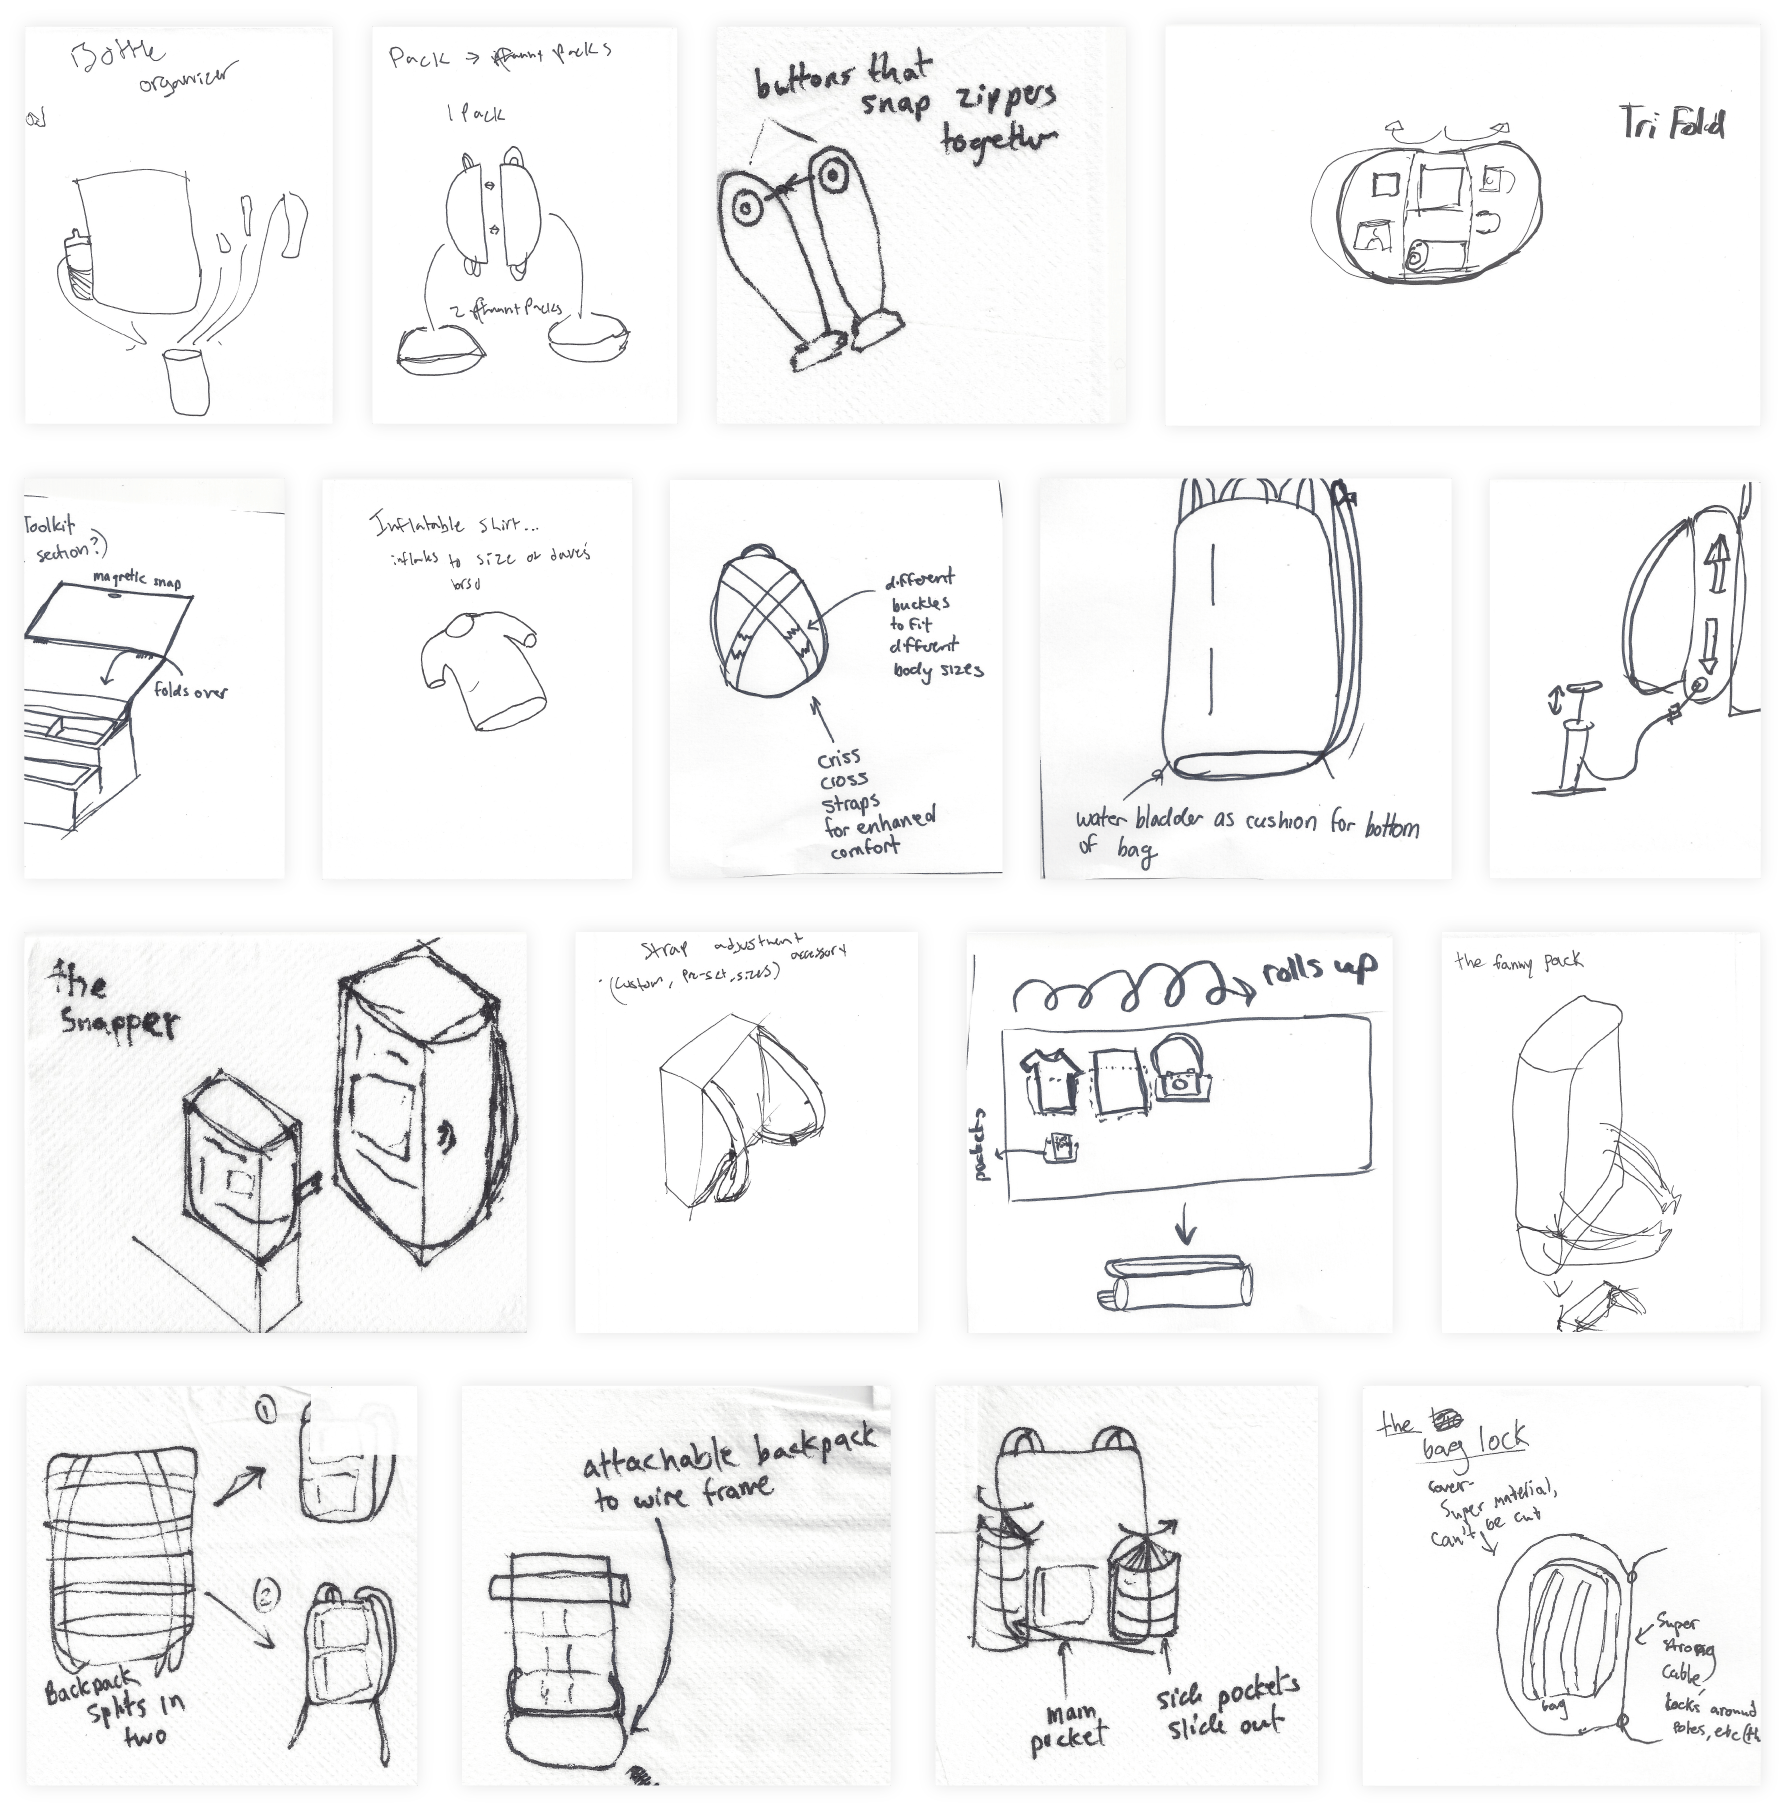 Bottle
organizer
Pack → fanny packs
1 Pack
2 fanny Packs
buttons that
snap zippers
together
Tri Fold
Toolkit
section?)
magnetic snap
folds over
Inflatable shirt...
inflates to size of dave's
torso
different
buckles
to fit
different
body sizes
criss
cross
straps
for enhaned
comfort
water bladder as cushion for bottom
of bag
the
Snapper
Strap adjustment
accessory
(custom, pre-set, sizes)
rolls up
pockets
the fanny pack
1
2
Backpack
splits in
two
attachable backpack
to wire frame
main
pocket
side pockets
slide out
the
bag lock
cover-
Super material,
can't be cut
bag
Super
strong
cable,
locks around
Poles, etc